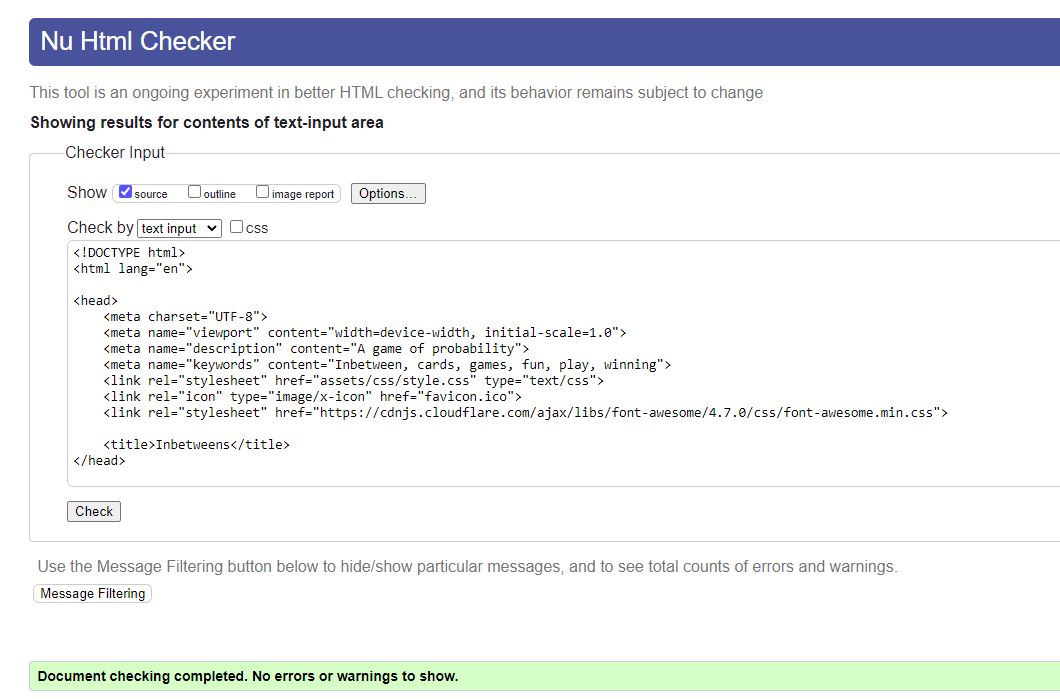 Nu Html Checker
This tool is an ongoing experiment in better HTML checking, and its behavior remains subject to change
Showing results for contents of text-input area
Checker Input
Show source outline image report Options...
Check by text input css
<!DOCTYPE html>
<html lang="en">
<head>
<meta charset="UTF-8">
<meta name="viewport" content="width=device-width, initial-scale=1.0">
<meta name="description" content="A game of probability">
<meta name="keywords" content="Inbetween, cards, games, fun, play, winning">
<link rel="stylesheet" href="assets/css/style.css" type="text/css">
<link rel="icon" type="image/x-icon" href="favicon.ico">
<link rel="stylesheet" href="https://cdnjs.cloudflare.com/ajax/libs/font-awesome/4.7.0/css/font-awesome.min.css">
<title>Inbetweens</title>
</head>
Check
Use the Message Filtering button below to hide/show particular messages, and to see total counts of errors and warnings.
Message Filtering
Document checking completed. No errors or warnings to show.